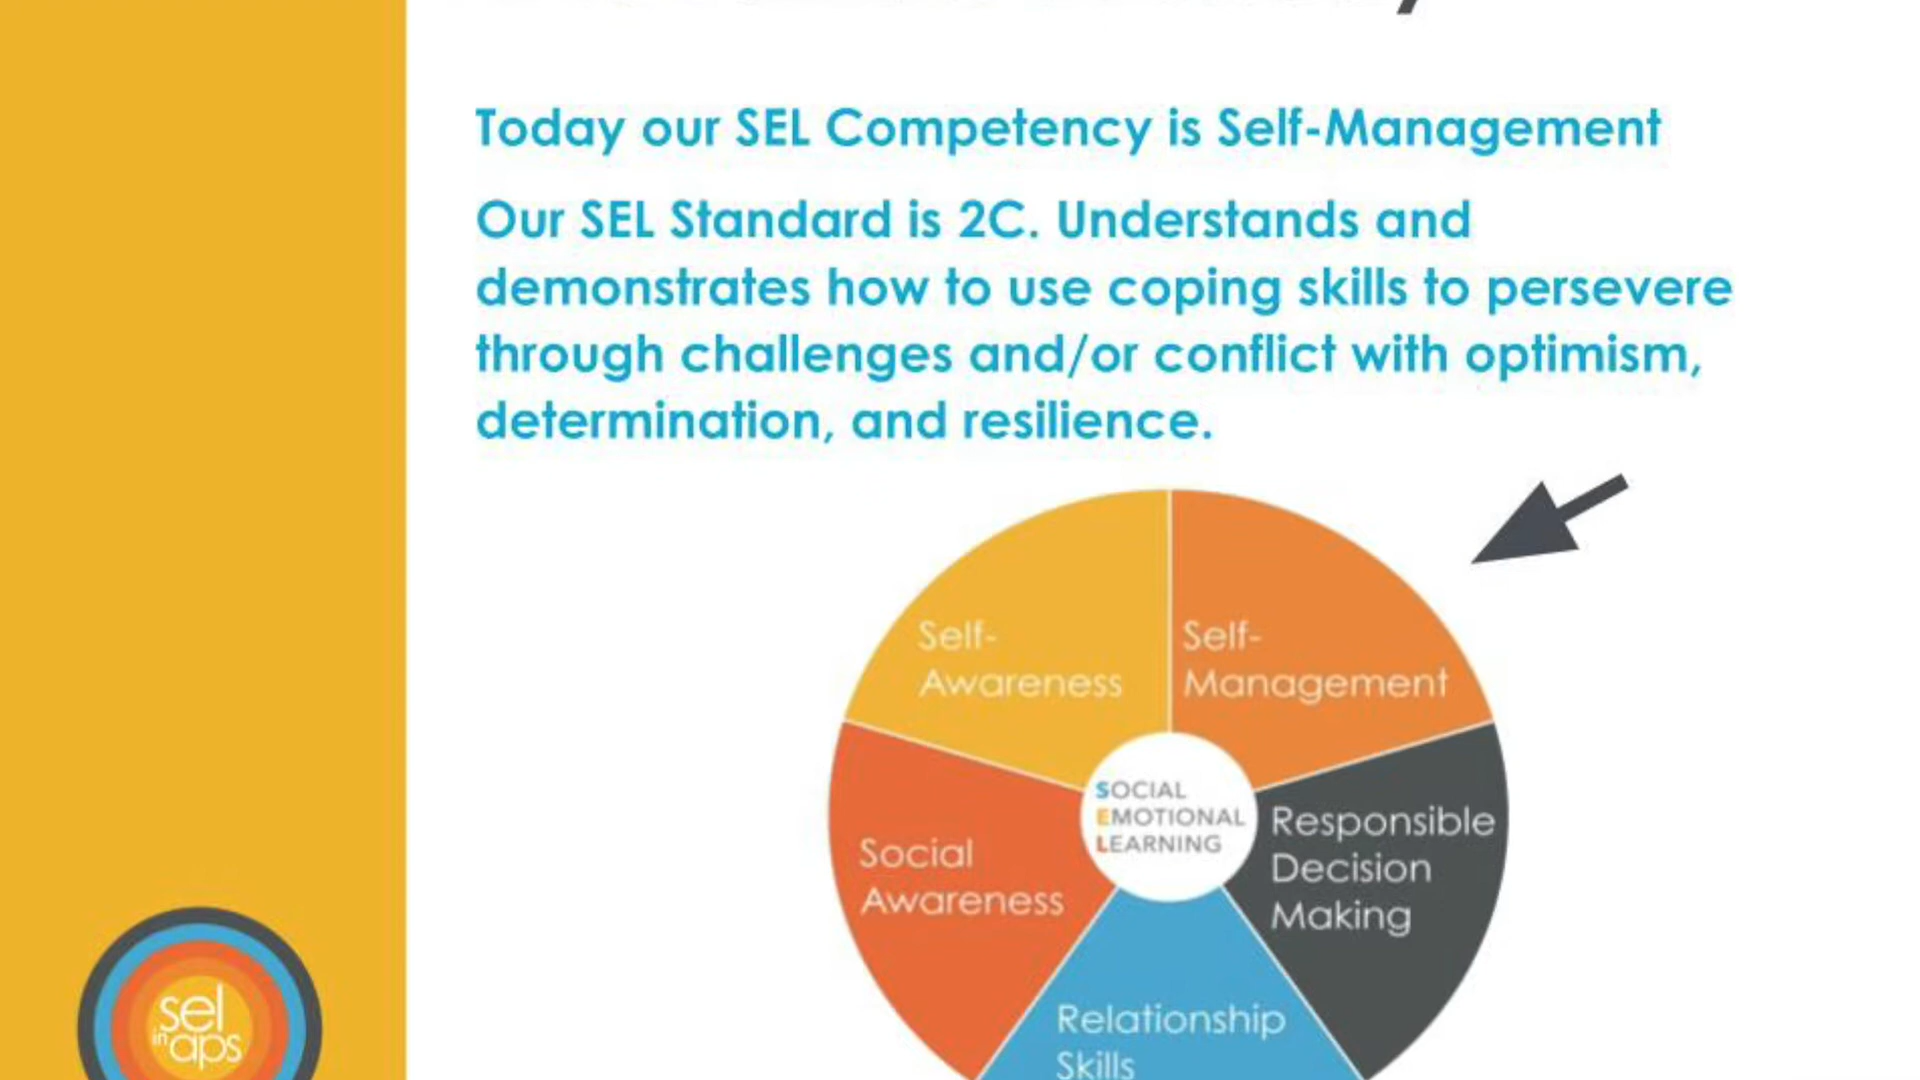 Today our SEL Competency is Self-Management
Our SEL Standard is 2C. Understands and
demonstrates how to use coping skills to persevere
through challenges and/or conflict with optimism,
determination, and resilience.
Self-
Awareness
Self-
Management
SOCIAL
EMOTIONAL
LEARNING
Responsible
Decision
Making
Social
Awareness
Relationship
Skills
sel
in
aps